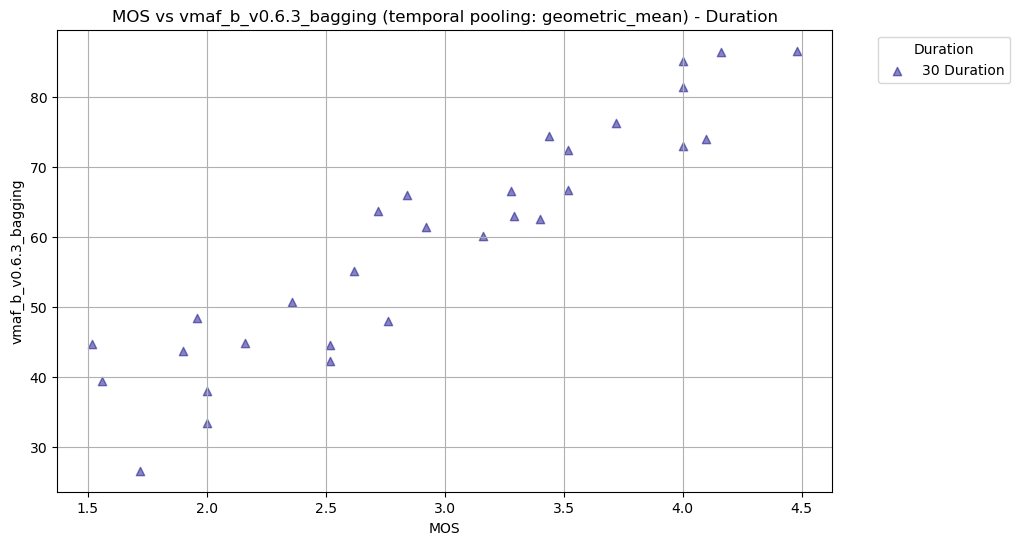 MOS vs vmaf_b_v0.6.3_bagging (temporal pooling: geometric_mean) - Duration
Duration
30 Duration
vmaf_b_v0.6.3_bagging
80
70
60
50
40
30
1.5 2.0 2.5 3.0 3.5 4.0 4.5
MOS